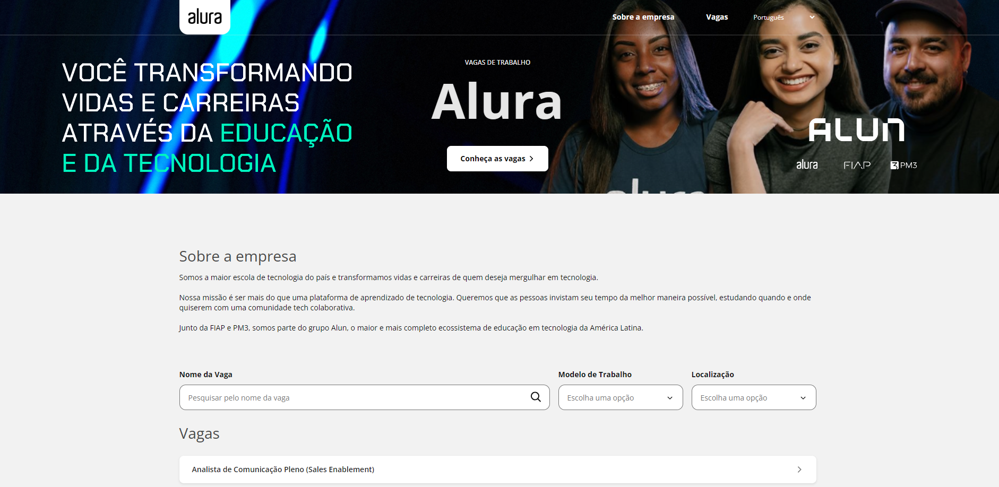 alura
Sobre a empresa
Vagas
Português
VOCÊ TRANSFORMANDO
VIDAS E CARREIRAS
ATRAVÉS DA EDUCAÇÃO
E DA TECNOLOGIA
VAGAS DE TRABALHO
Alura
Conheça as vagas
ALUN
alura
FIAP
PM3
alura
Sobre a empresa
Somos a maior escola de tecnologia do país e transformamos vidas e carreiras de quem deseja mergulhar em tecnologia.
Nossa missão é ser mais do que uma plataforma de aprendizado de tecnologia. Queremos que as pessoas invistam seu tempo da melhor maneira possível, estudando quando e onde
quiserem com uma comunidade tech colaborativa.
Junto da FIAP e PM3, somos parte do grupo Alun, o maior e mais completo ecossistema de educação em tecnologia da América Latina.
Nome da Vaga
Modelo de Trabalho
Localização
Pesquisar pelo nome da vaga
Escolha uma opção
Escolha uma opção
Vagas
Analista de Comunicação Pleno (Sales Enablement)